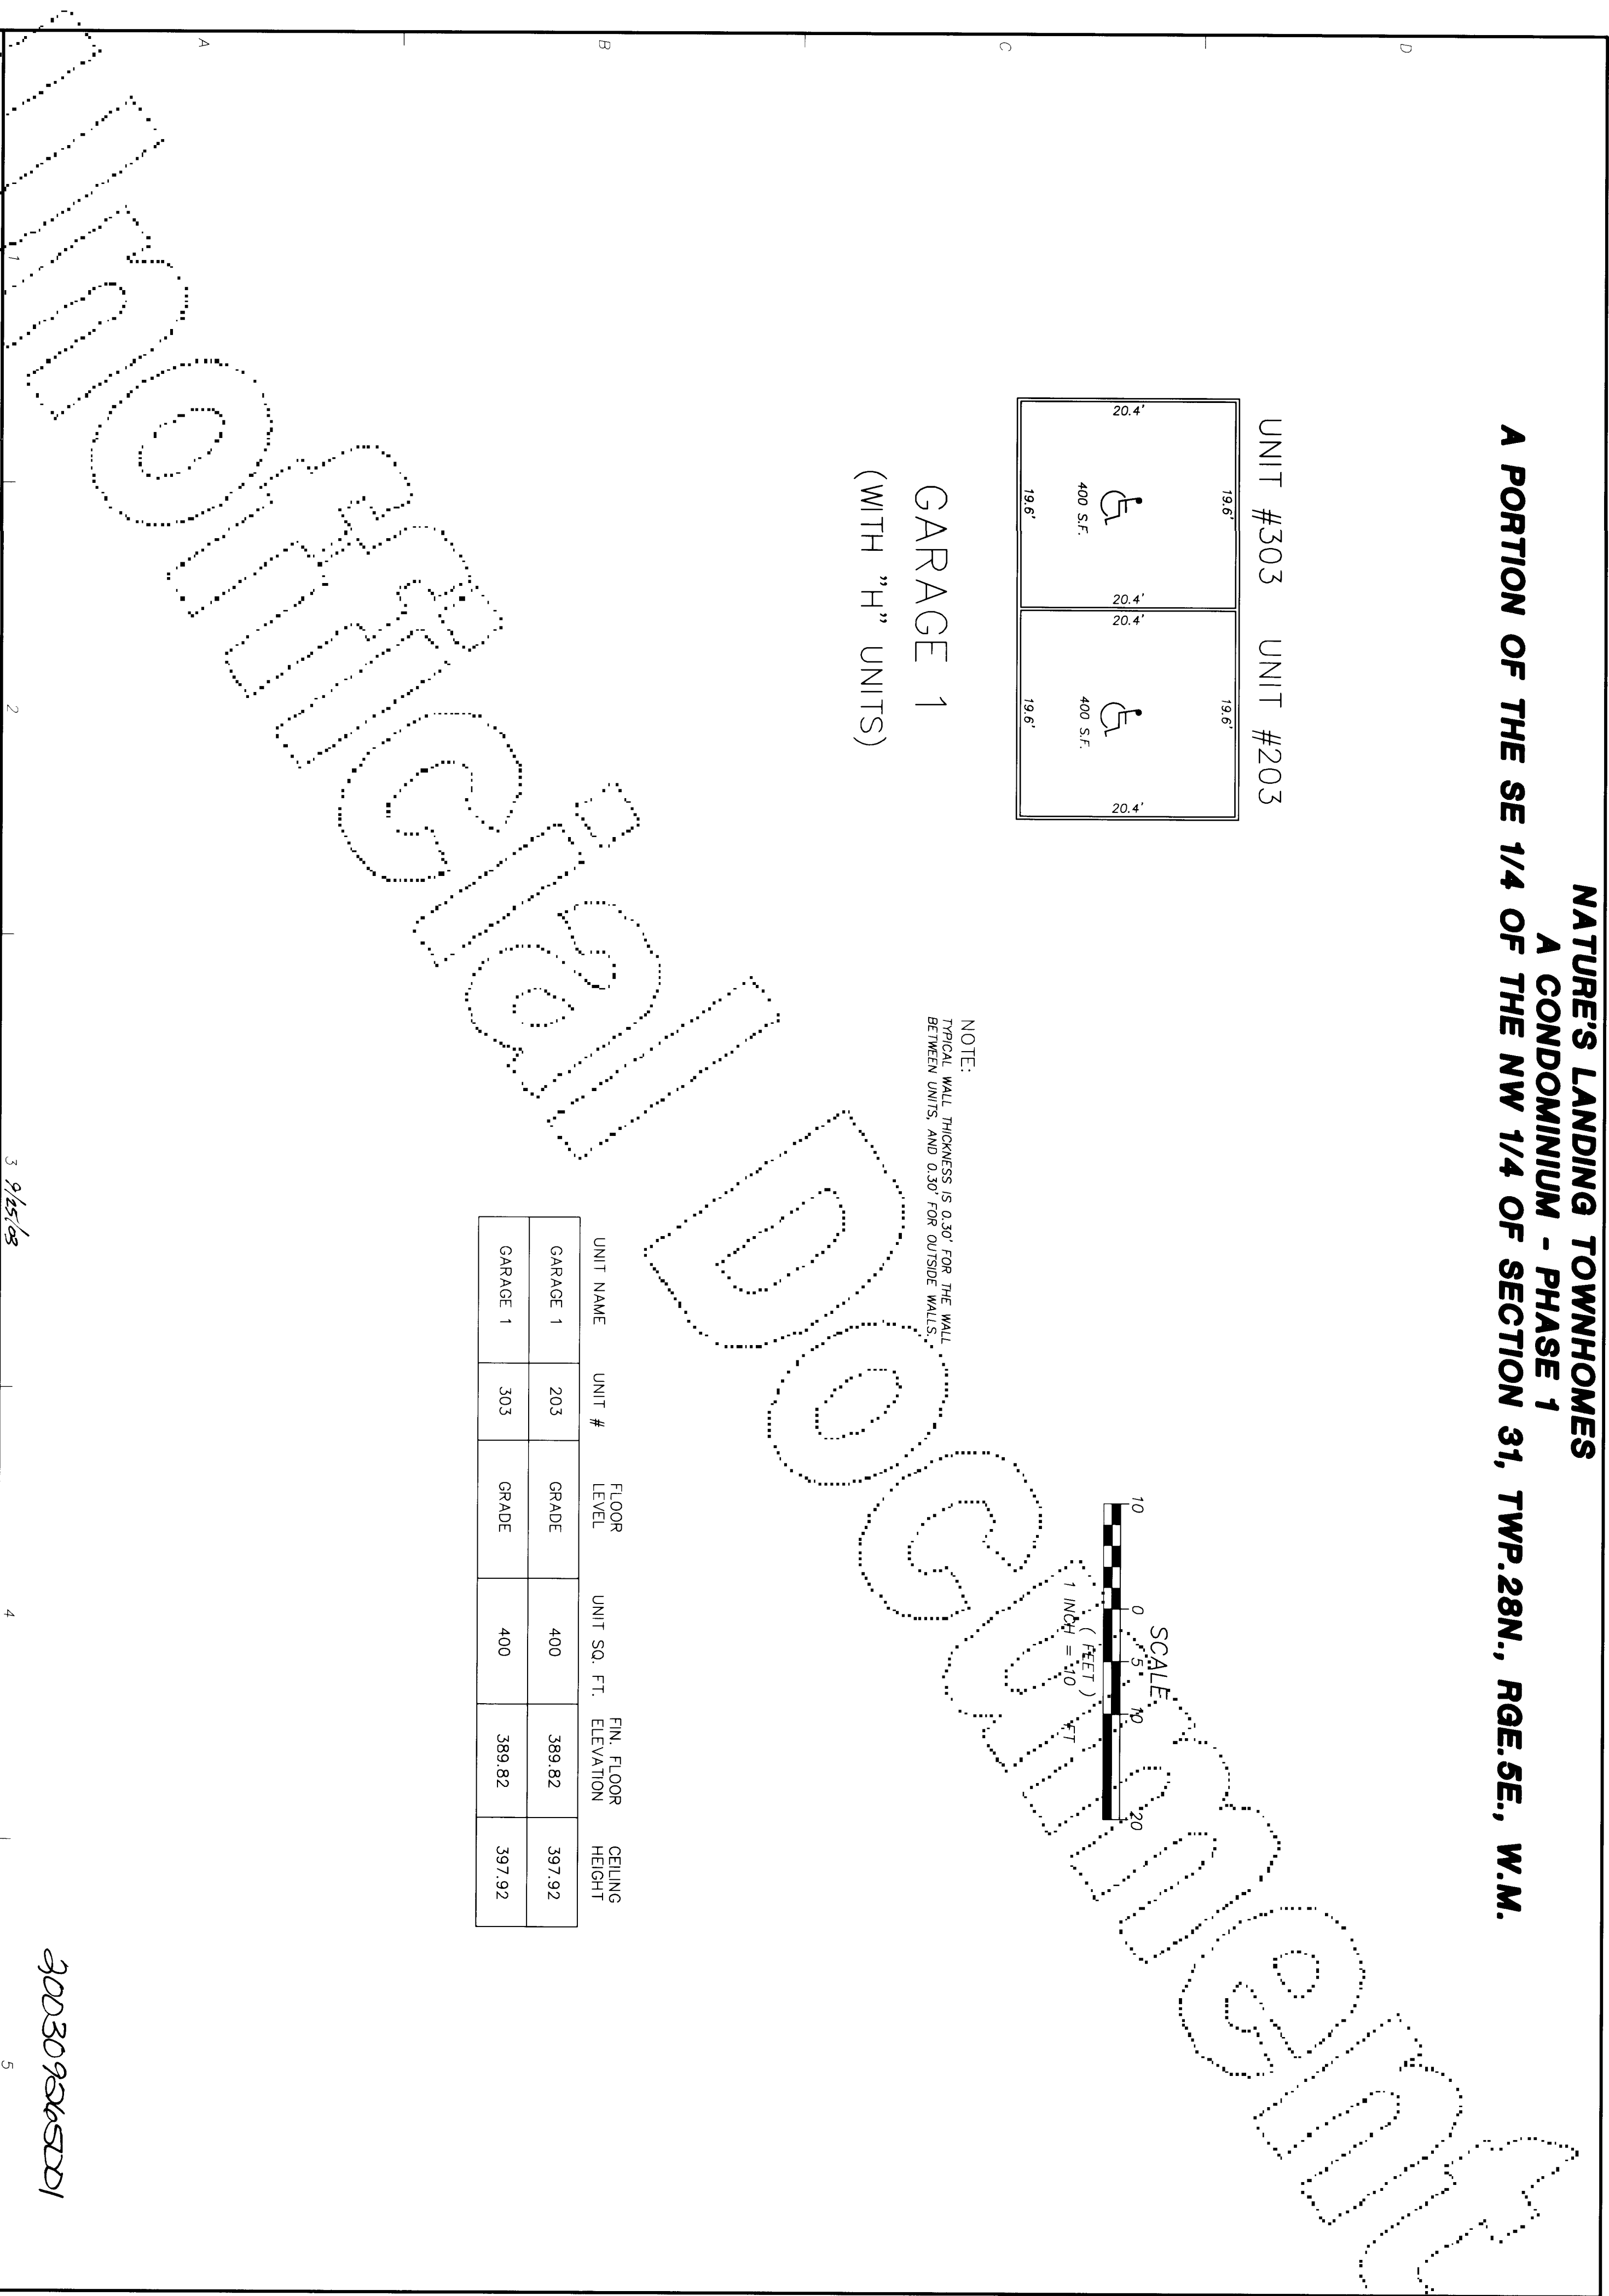 NATURE'S LANDING TOWNHOMES
A CONDOMINIUM - PHASE 1
A PORTION OF THE SE 1/4 OF THE NW 1/4 OF SECTION 31, TWP.28N., RGE.5E., W.M.
D
C
B
A
UNIT #303 UNIT #203
19.6' 19.6'
20.4' 20.4' 20.4' 20.4'
400 S.F. 400 S.F.
19.6' 19.6'
GARAGE 1
(WITH "H" UNITS)
SCALE
10 0 5 10 20
( FEET )
1 INCH = 10 FT
NOTE:
TYPICAL WALL THICKNESS IS 0.30' FOR THE WALL
BETWEEN UNITS, AND 0.30' FOR OUTSIDE WALLS.
UNIT NAME UNIT # FLOOR LEVEL UNIT SQ. FT. FIN. FLOOR ELEVATION CEILING HEIGHT
GARAGE 1 203 GRADE 400 389.82 397.92
GARAGE 1 303 GRADE 400 389.82 397.92
Unofficial Document
200309265001
1 2 3 4 5
9/25/03